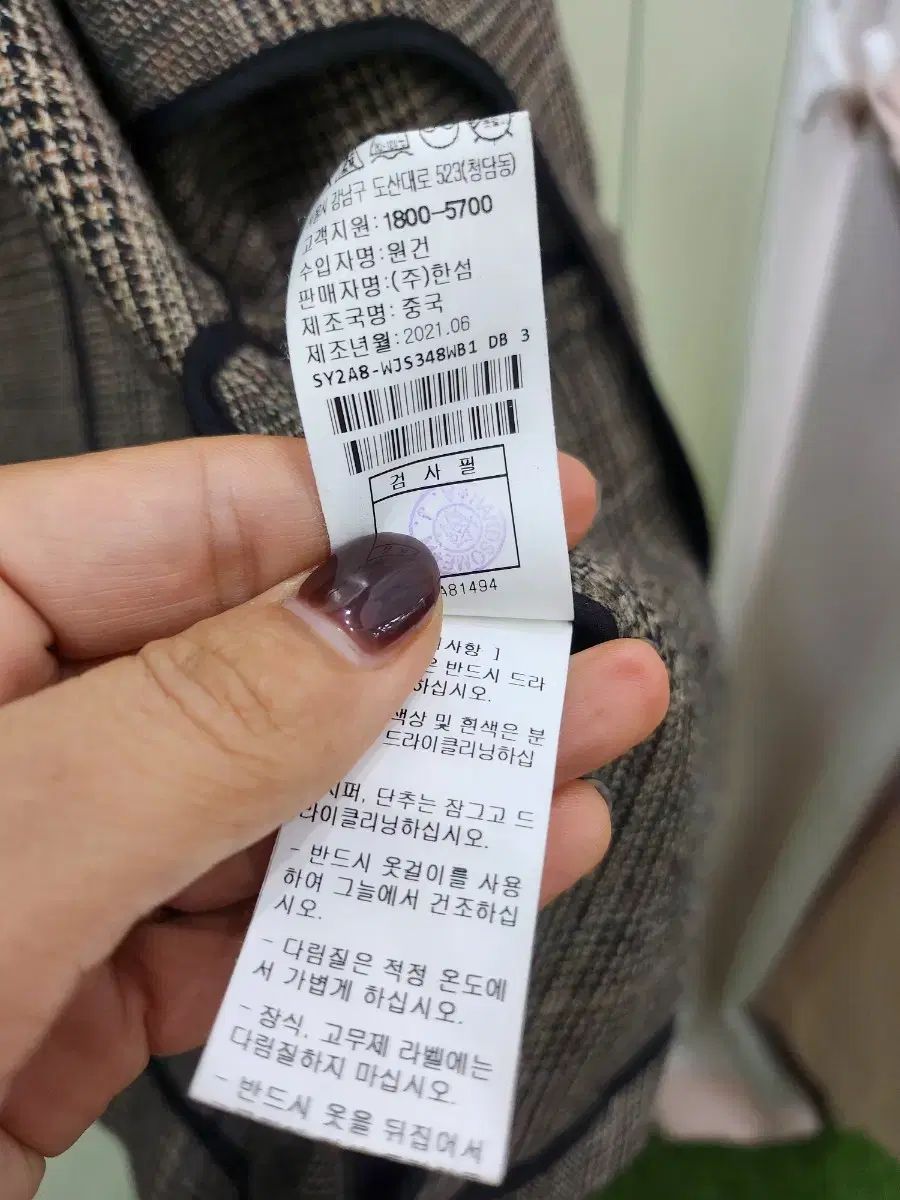 강남구 도산대로 523(청담동)
고객지원:1800-5700
수입자명:원건
판매자명:(주)한섬
제조국명: 중국
제조년월:2021.06
SY2A8-WJS348WB1 DB 3
검 사 필
A81494
사항 ]
반드시 드라
하십시오.
색상 및 흰색은 분
드라이클리닝하십
지퍼, 단추는 잠그고 드
라이클리닝하십시오.
- 반드시 옷걸이를 사용
하여 그늘에서 건조하십
시오.
- 다림질은 적정 온도에
서 가볍게 하십시오.
- 장식, 고무제 라벨에는
다림질하지 마십시오.
- 반드시 옷을 뒤집어서